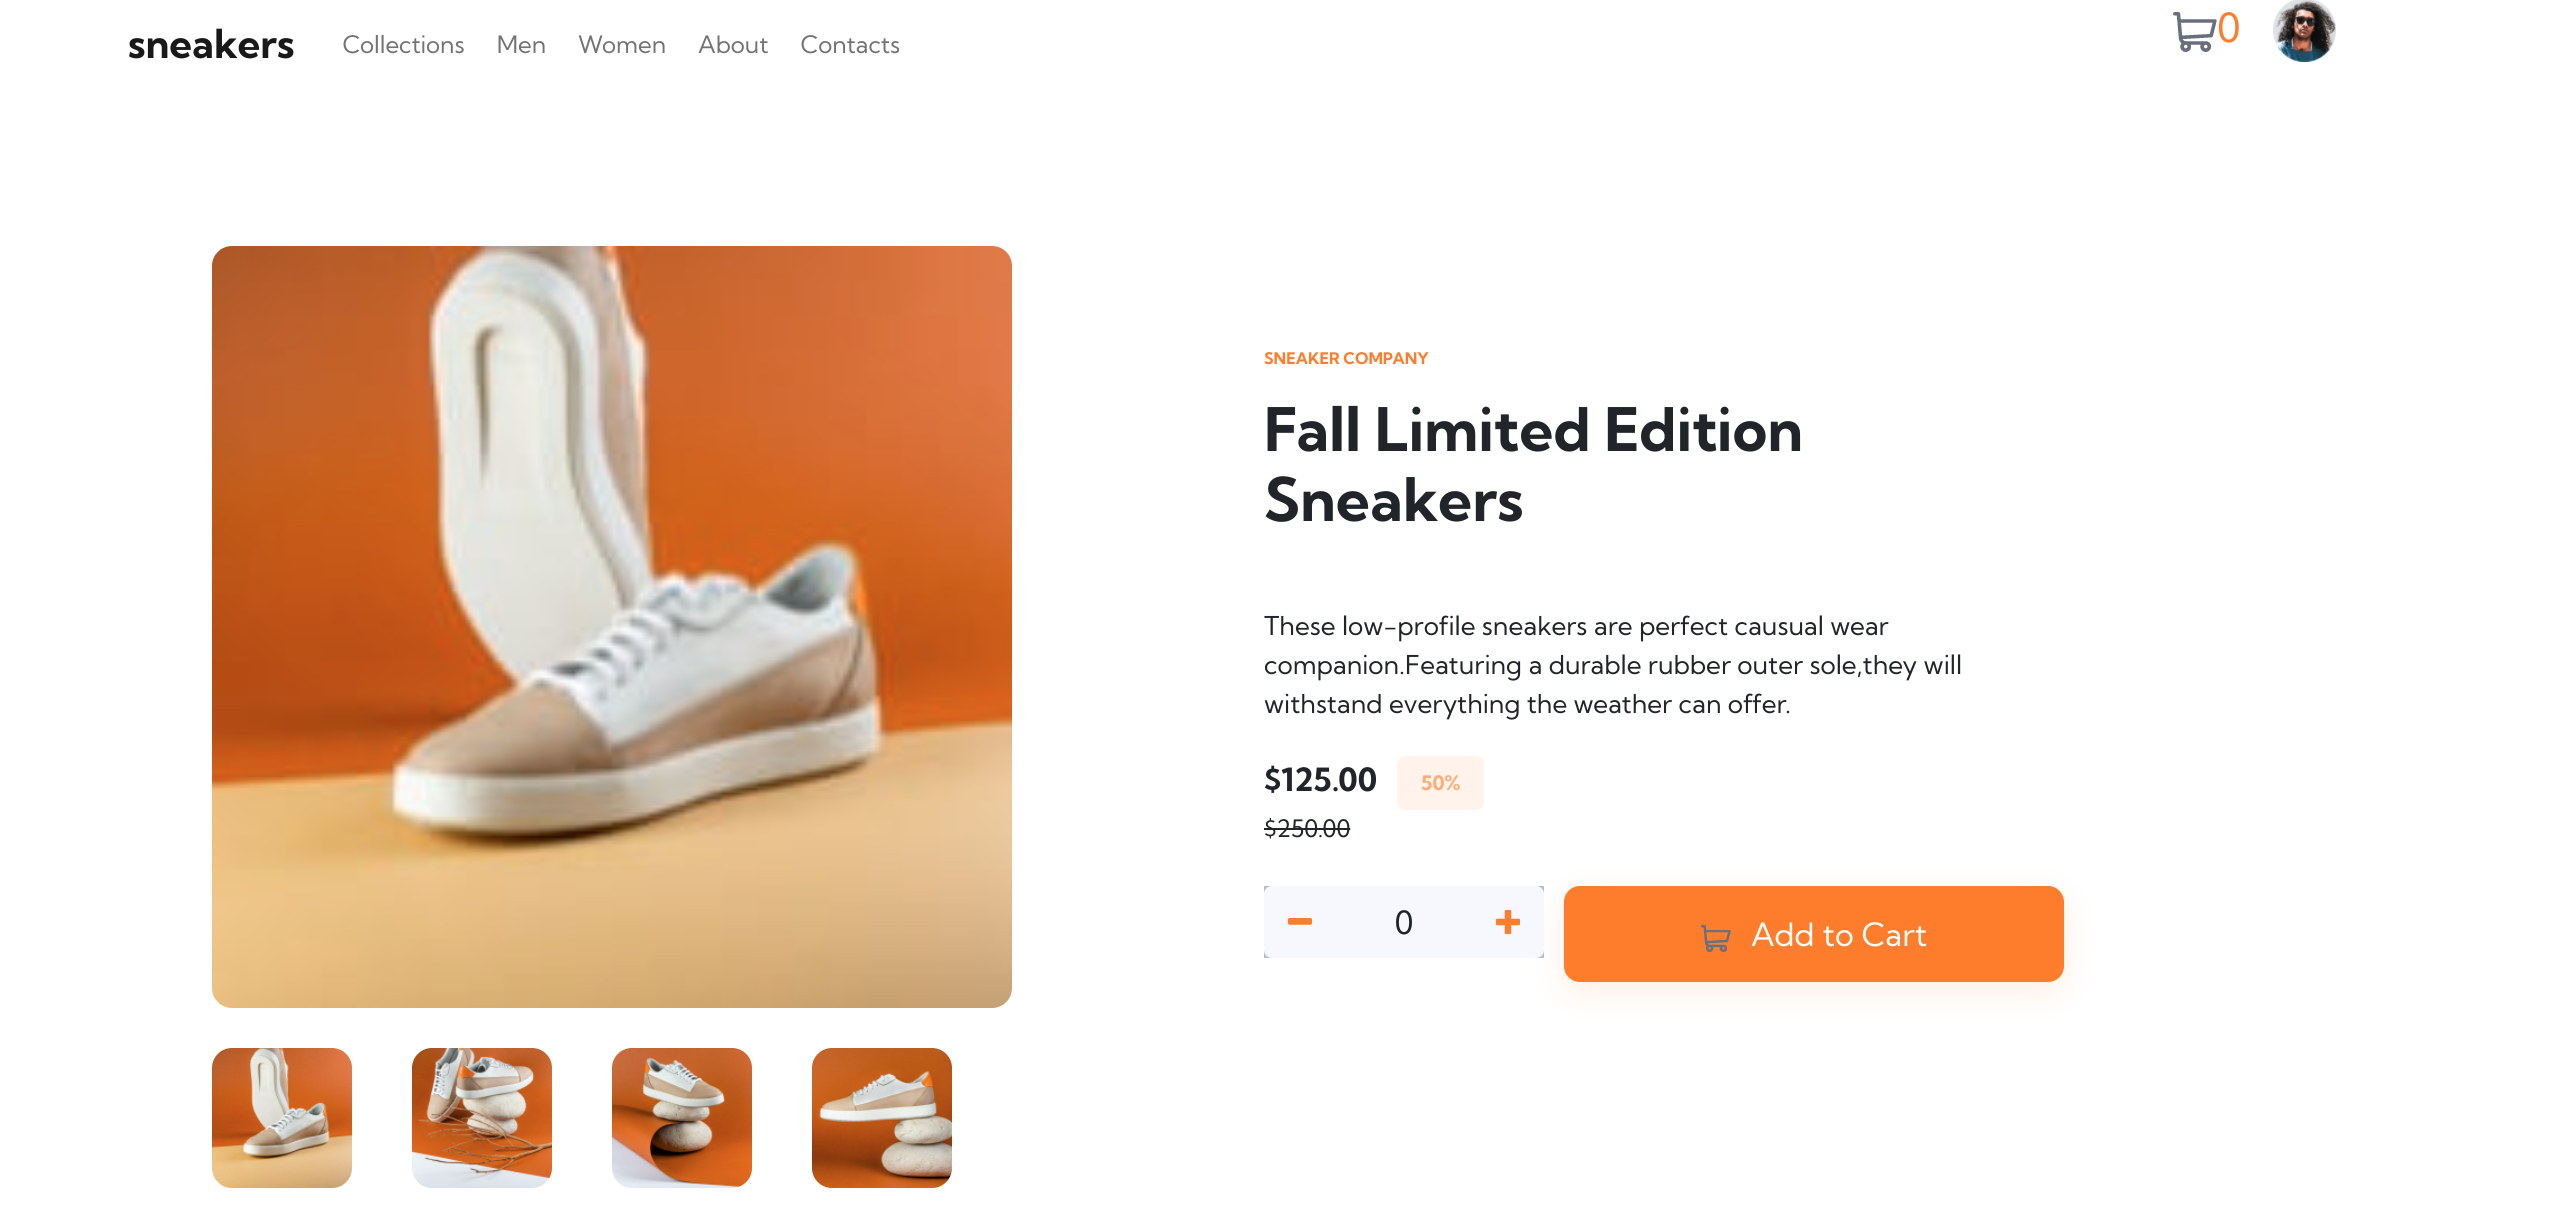 sneakers Collections Men Women About Contacts 0
SNEAKER COMPANY
Fall Limited Edition
Sneakers
These low-profile sneakers are perfect causual wear
companion.Featuring a durable rubber outer sole,they will
withstand everything the weather can offer.
$125.00 50%
$250.00
0 Add to Cart